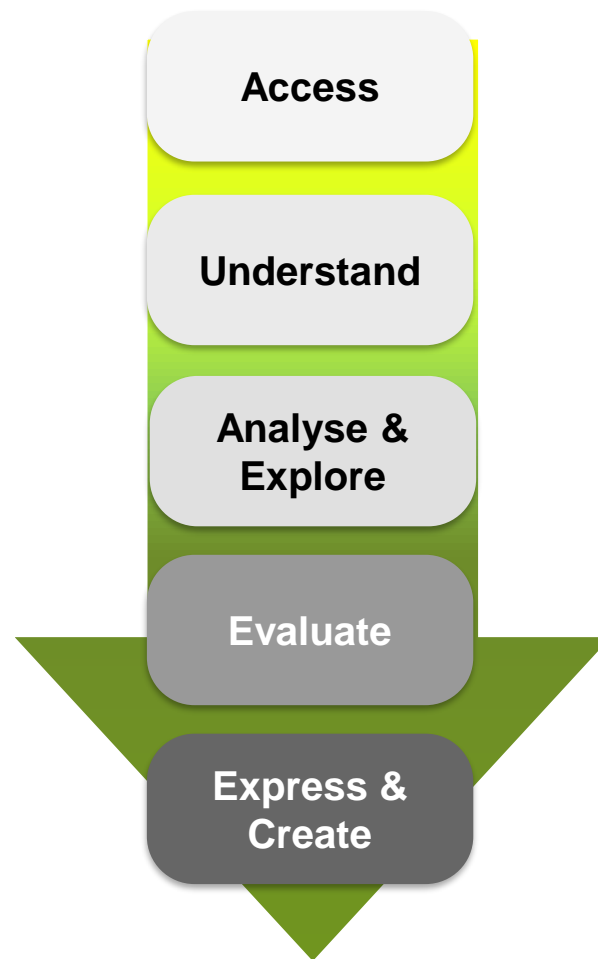 Access
Understand
Analyse &
Explore
Evaluate
Express &
Create